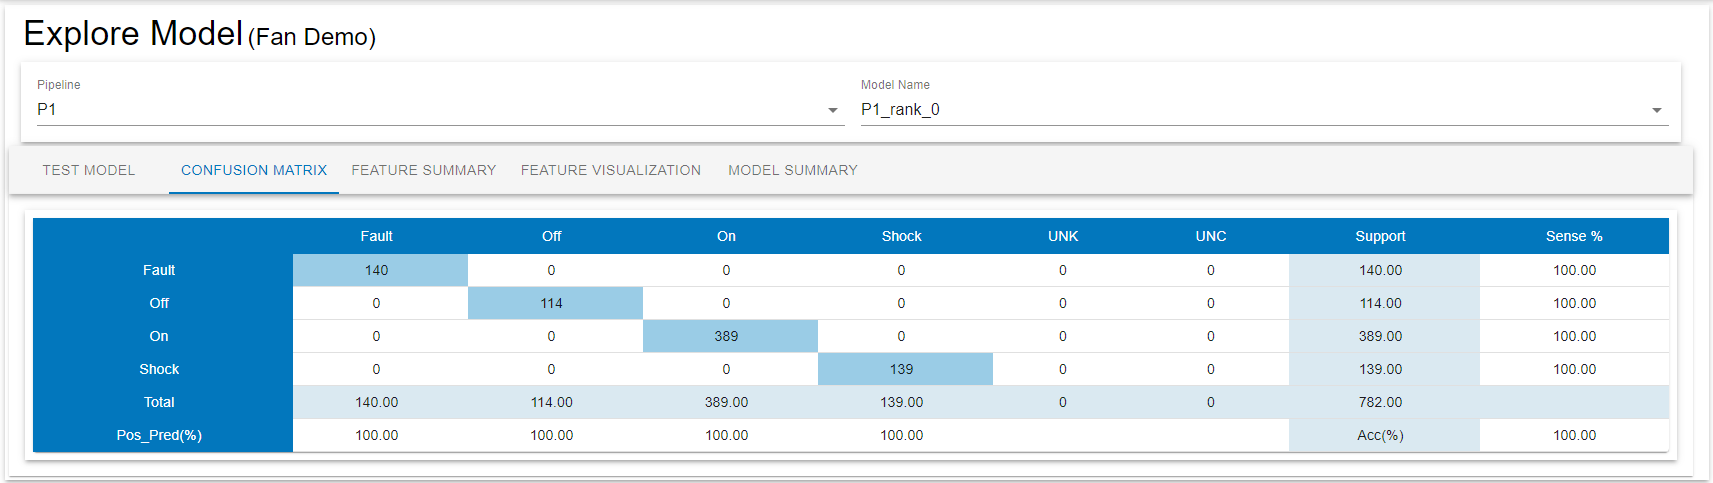 Explore Model (Fan Demo)
Pipeline Model Name
P1 P1_rank_0
TEST MODEL CONFUSION MATRIX FEATURE SUMMARY FEATURE VISUALIZATION MODEL SUMMARY
Fault Off On Shock UNK UNC Support Sense %
Fault 140 0 0 0 0 0 140.00 100.00
Off 0 114 0 0 0 0 114.00 100.00
On 0 0 389 0 0 0 389.00 100.00
Shock 0 0 0 139 0 0 139.00 100.00
Total 140.00 114.00 389.00 139.00 0 0 782.00
Pos_Pred(%) 100.00 100.00 100.00 100.00 Acc(%) 100.00